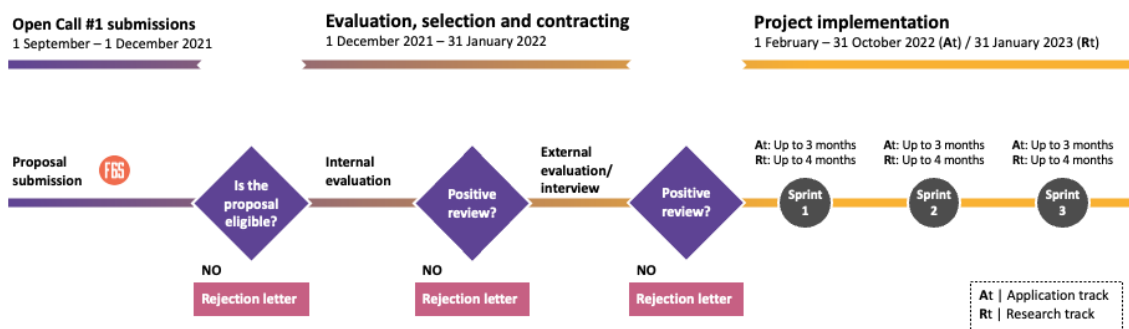 Open Call #1 submissions
1 September – 1 December 2021
Evaluation, selection and contracting
1 December 2021 – 31 January 2022
Project implementation
1 February – 31 October 2022 (At) / 31 January 2023 (Rt)
Proposal
submission
F6S
Is the
proposal
eligible?
Internal
evaluation
Positive
review?
External
evaluation/
interview
Positive
review?
At: Up to 3 months
Rt: Up to 4 months
Sprint
1
At: Up to 3 months
Rt: Up to 4 months
Sprint
2
At: Up to 3 months
Rt: Up to 4 months
Sprint
3
NO
Rejection letter
NO
Rejection letter
NO
Rejection letter
At | Application track
Rt | Research track